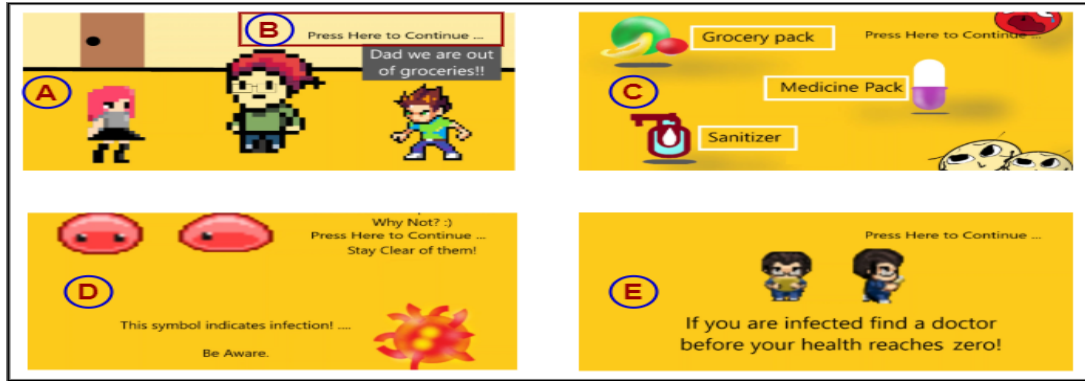 B
Press Here to Continue ...
Dad we are out
of groceries!!
A
Grocery pack
Press Here to Continue ...
Medicine Pack
C
Sanitizer
Why Not? :)
Press Here to Continue ...
Stay Clear of them!
D
This symbol indicates infection! ....
Be Aware.
Press Here to Continue ...
E
If you are infected find a doctor
before your health reaches zero!